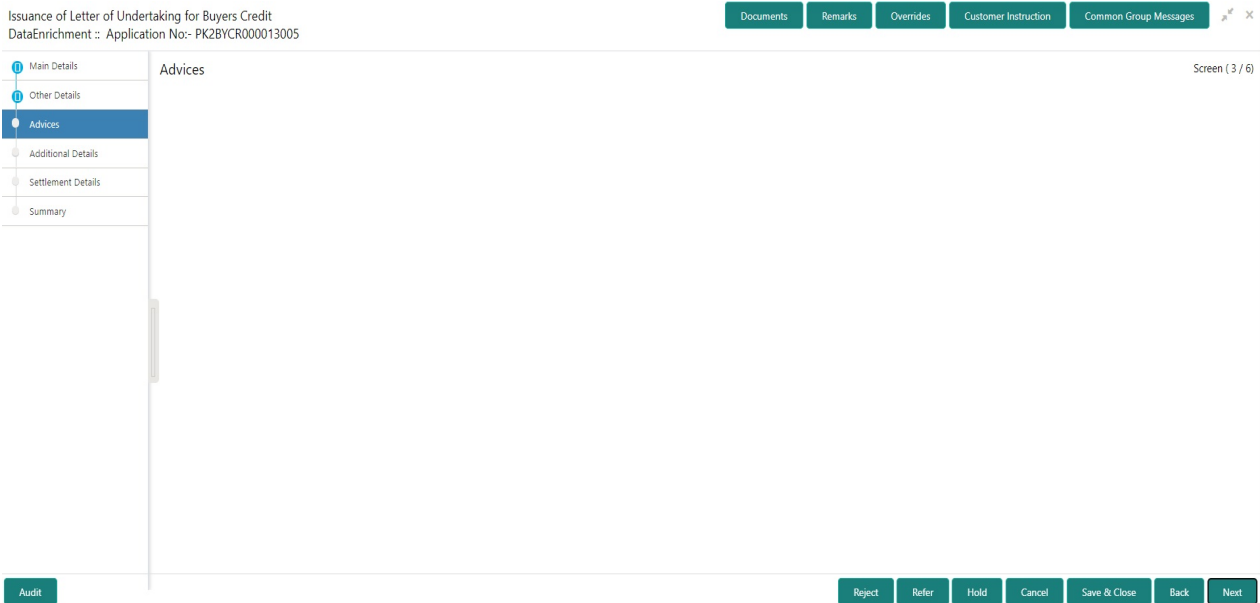 Issuance of Letter of Undertaking for Buyers Credit
DataEnrichment :: Application No:- PK2BYCR000013005
Documents
Remarks
Overrides
Customer Instruction
Common Group Messages
Main Details
Other Details
Advices
Additional Details
Settlement Details
Summary
Advices
Screen ( 3 / 6)
Audit
Reject
Refer
Hold
Cancel
Save & Close
Back
Next